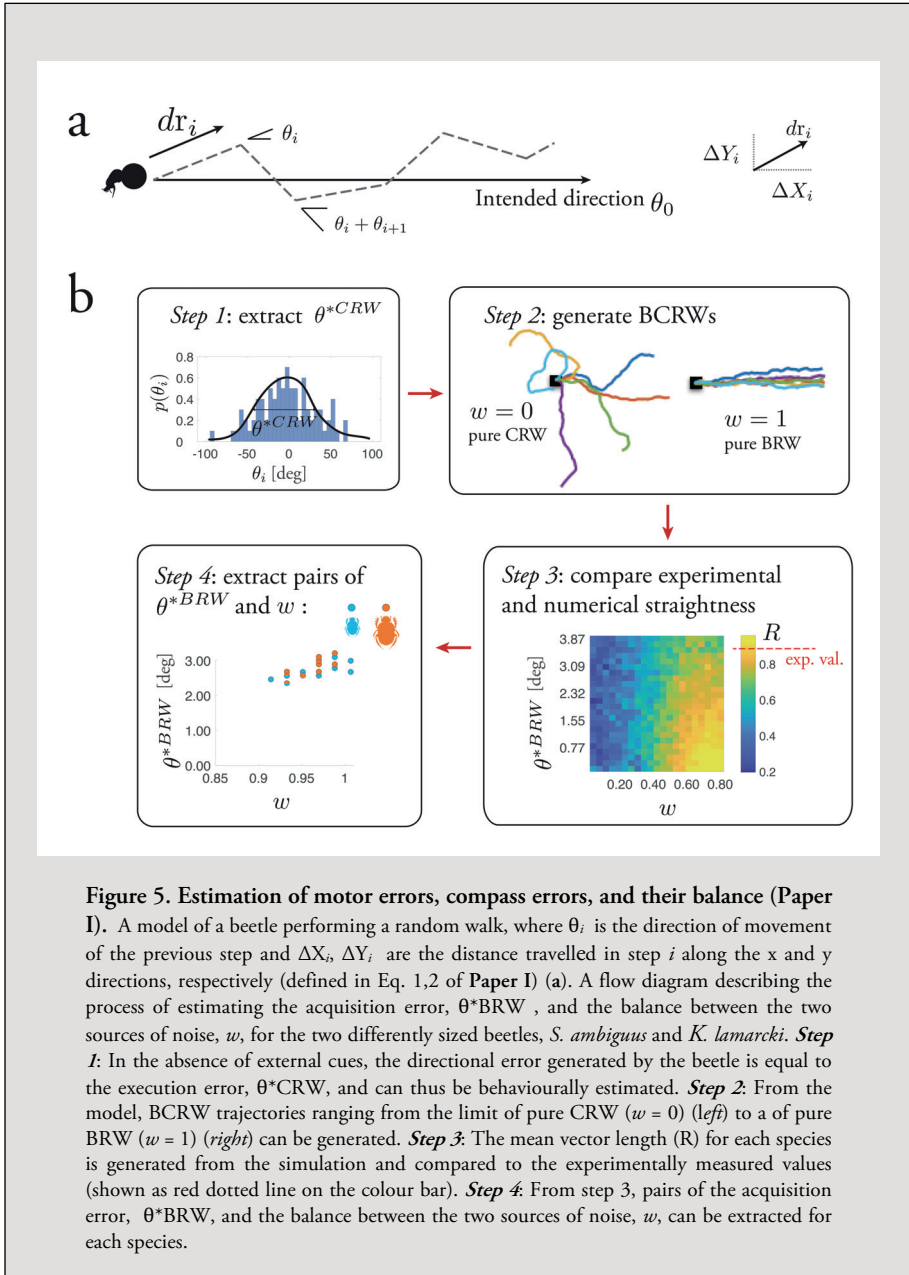 a
dr_i
θ_i
θ_i + θ_{i+1}
Intended direction θ_0
ΔY_i
dr_i
ΔX_i
b
Step 1: extract θ*CRW
p(θ_i)
0.8
0.6
0.4
0.2
0
θ*CRW
-100 -50 0 50 100
θ_i [deg]
Step 2: generate BCRWs
w = 0
pure CRW
w = 1
pure BRW
Step 4: extract pairs of
θ*BRW and w :
θ*BRW [deg]
3.00
2.00
0.00
0.85 0.9 0.95 1
w
Step 3: compare experimental
and numerical straightness
θ*BRW [deg]
3.87
3.09
2.32
1.55
0.77
0.20 0.40 0.60 0.80
w
R
exp. val.
0.8
0.6
0.4
0.2
Figure 5. Estimation of motor errors, compass errors, and their balance (Paper
I). A model of a beetle performing a random walk, where θ_i is the direction of movement
of the previous step and ΔX_i, ΔY_i are the distance travelled in step i along the x and y
directions, respectively (defined in Eq. 1,2 of Paper I) (a). A flow diagram describing the
process of estimating the acquisition error, θ*BRW , and the balance between the two
sources of noise, w, for the two differently sized beetles, S. ambiguus and K. lamarcki. Step
1: In the absence of external cues, the directional error generated by the beetle is equal to
the execution error, θ*CRW, and can thus be behaviourally estimated. Step 2: From the
model, BCRW trajectories ranging from the limit of pure CRW (w = 0) (left) to a of pure
BRW (w = 1) (right) can be generated. Step 3: The mean vector length (R) for each species
is generated from the simulation and compared to the experimentally measured values
(shown as red dotted line on the colour bar). Step 4: From step 3, pairs of the acquisition
error, θ*BRW, and the balance between the two sources of noise, w, can be extracted for
each species.